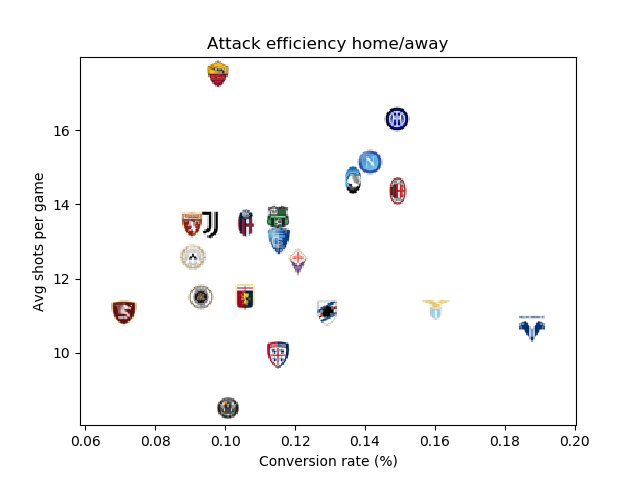 Attack efficiency home/away
Avg shots per game
16
14
12
10
N
0.06 0.08 0.10 0.12 0.14 0.16 0.18 0.20
Conversion rate (%)